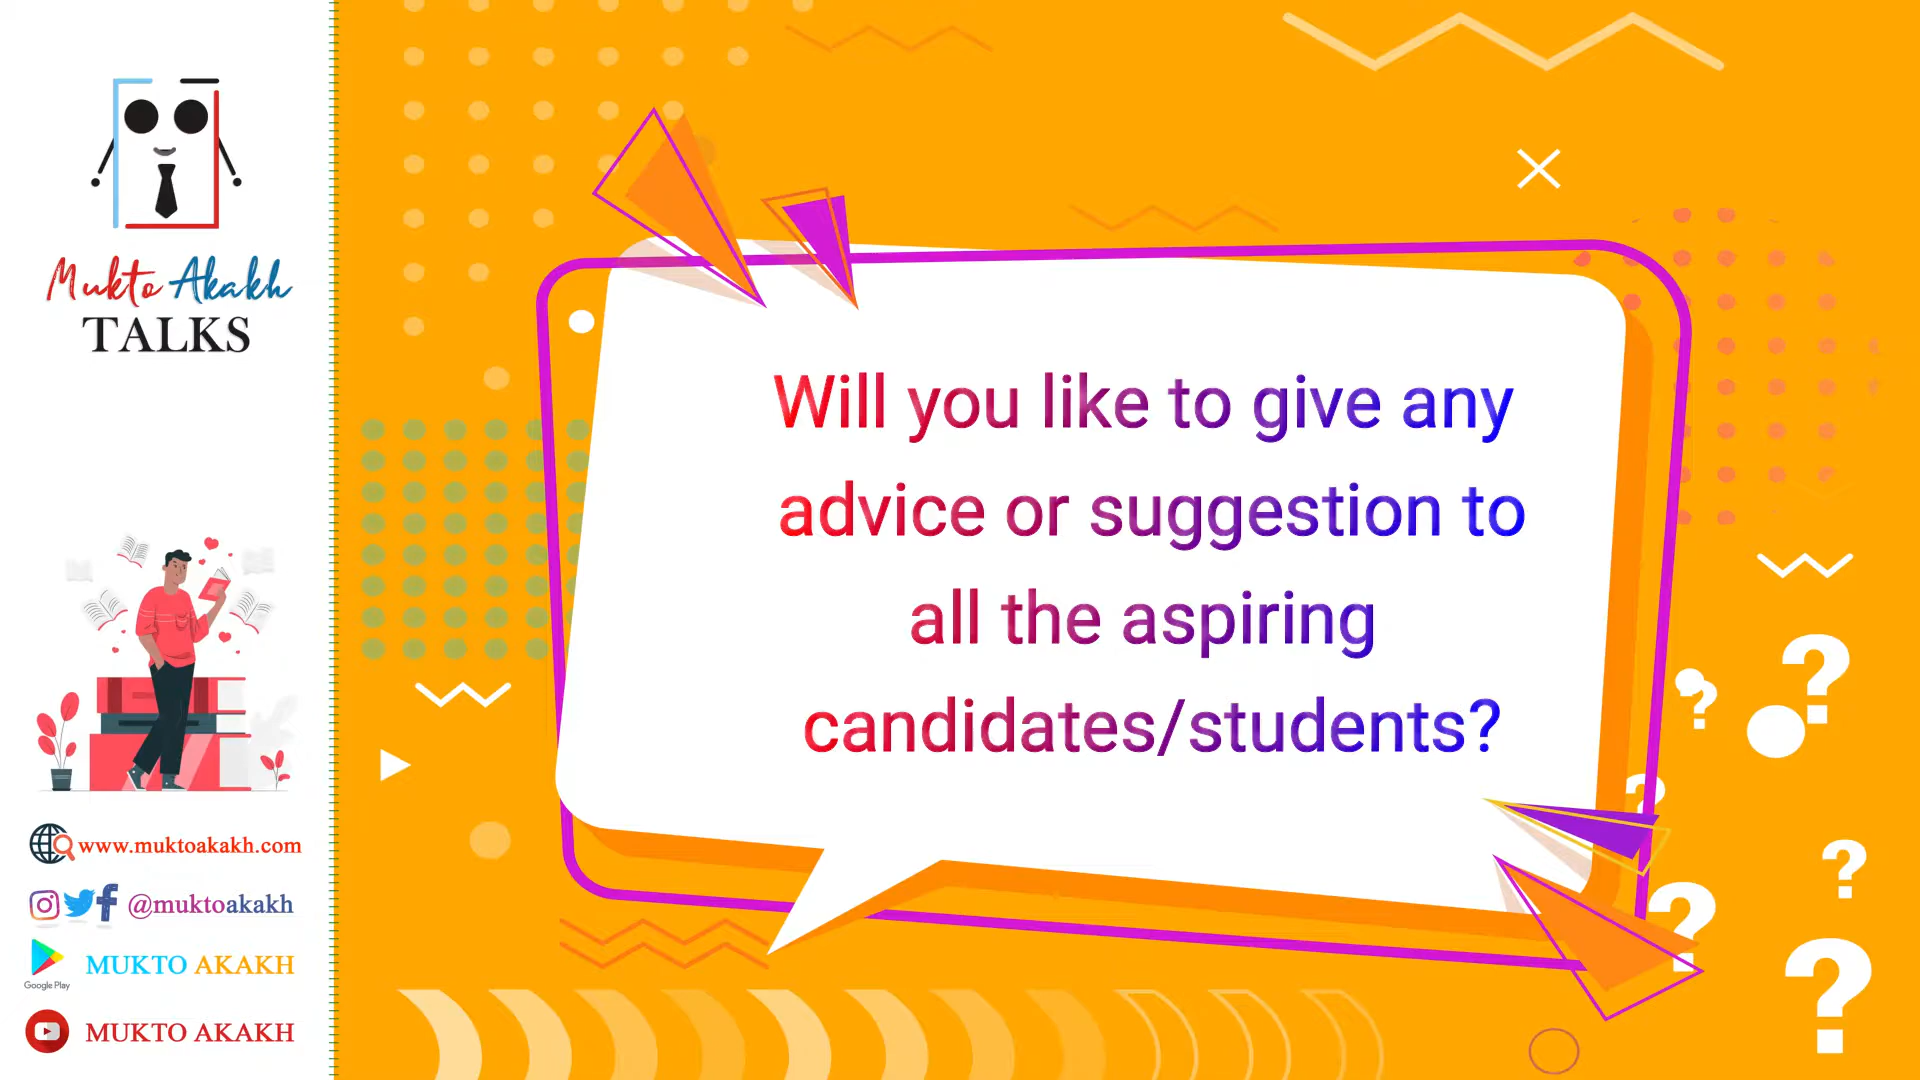 Mukto Akakh
TALKS
www.muktoakakh.com
@muktoakakh
Google Play
MUKTO AKAKH
MUKTO AKAKH
Will you like to give any
advice or suggestion to
all the aspiring
candidates/students?